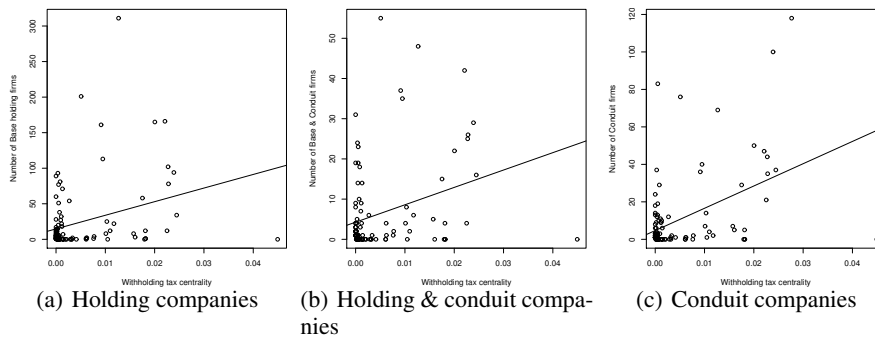 Number of Base holding firms
300
250
200
150
100
50
0
0.00 0.01 0.02 0.03 0.04
Withholding tax centrality
(a) Holding companies
Number of Base & Conduit firms
50
40
30
20
10
0
0.00 0.01 0.02 0.03 0.04
Withholding tax centrality
(b) Holding & conduit compa-
nies
Number of Conduit firms
120
100
80
60
40
20
0
0.00 0.01 0.02 0.03 0.04
Withholding tax centrality
(c) Conduit companies